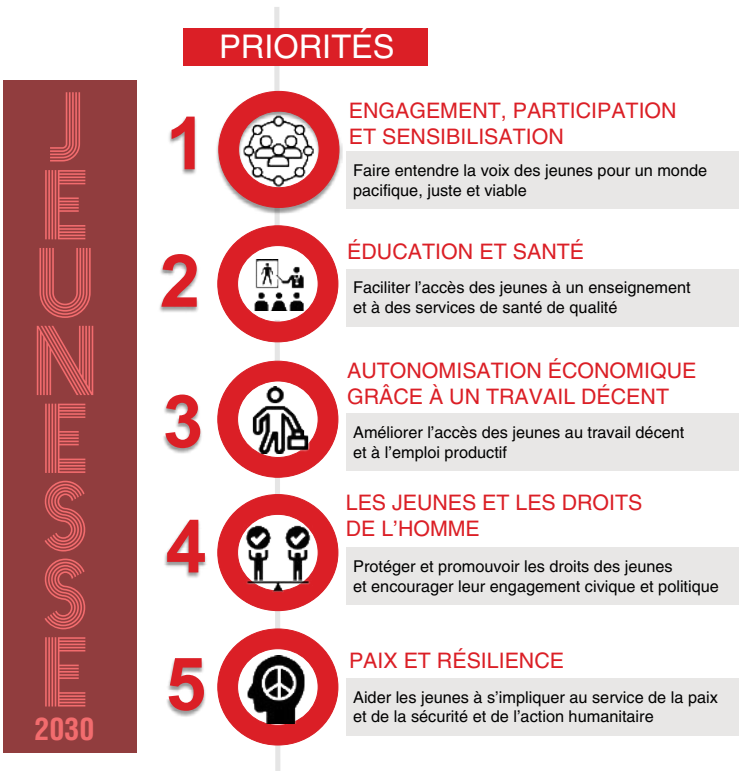 PRIORITÉS
JEUNESSE
2030
1
ENGAGEMENT, PARTICIPATION
ET SENSIBILISATION
Faire entendre la voix des jeunes pour un monde
pacifique, juste et viable
2
ÉDUCATION ET SANTÉ
Faciliter l’accès des jeunes à un enseignement
et à des services de santé de qualité
3
AUTONOMISATION ÉCONOMIQUE
GRÂCE À UN TRAVAIL DÉCENT
Améliorer l’accès des jeunes au travail décent
et à l’emploi productif
4
LES JEUNES ET LES DROITS
DE L’HOMME
Protéger et promouvoir les droits des jeunes
et encourager leur engagement civique et politique
5
PAIX ET RÉSILIENCE
Aider les jeunes à s’impliquer au service de la paix
et de la sécurité et de l’action humanitaire